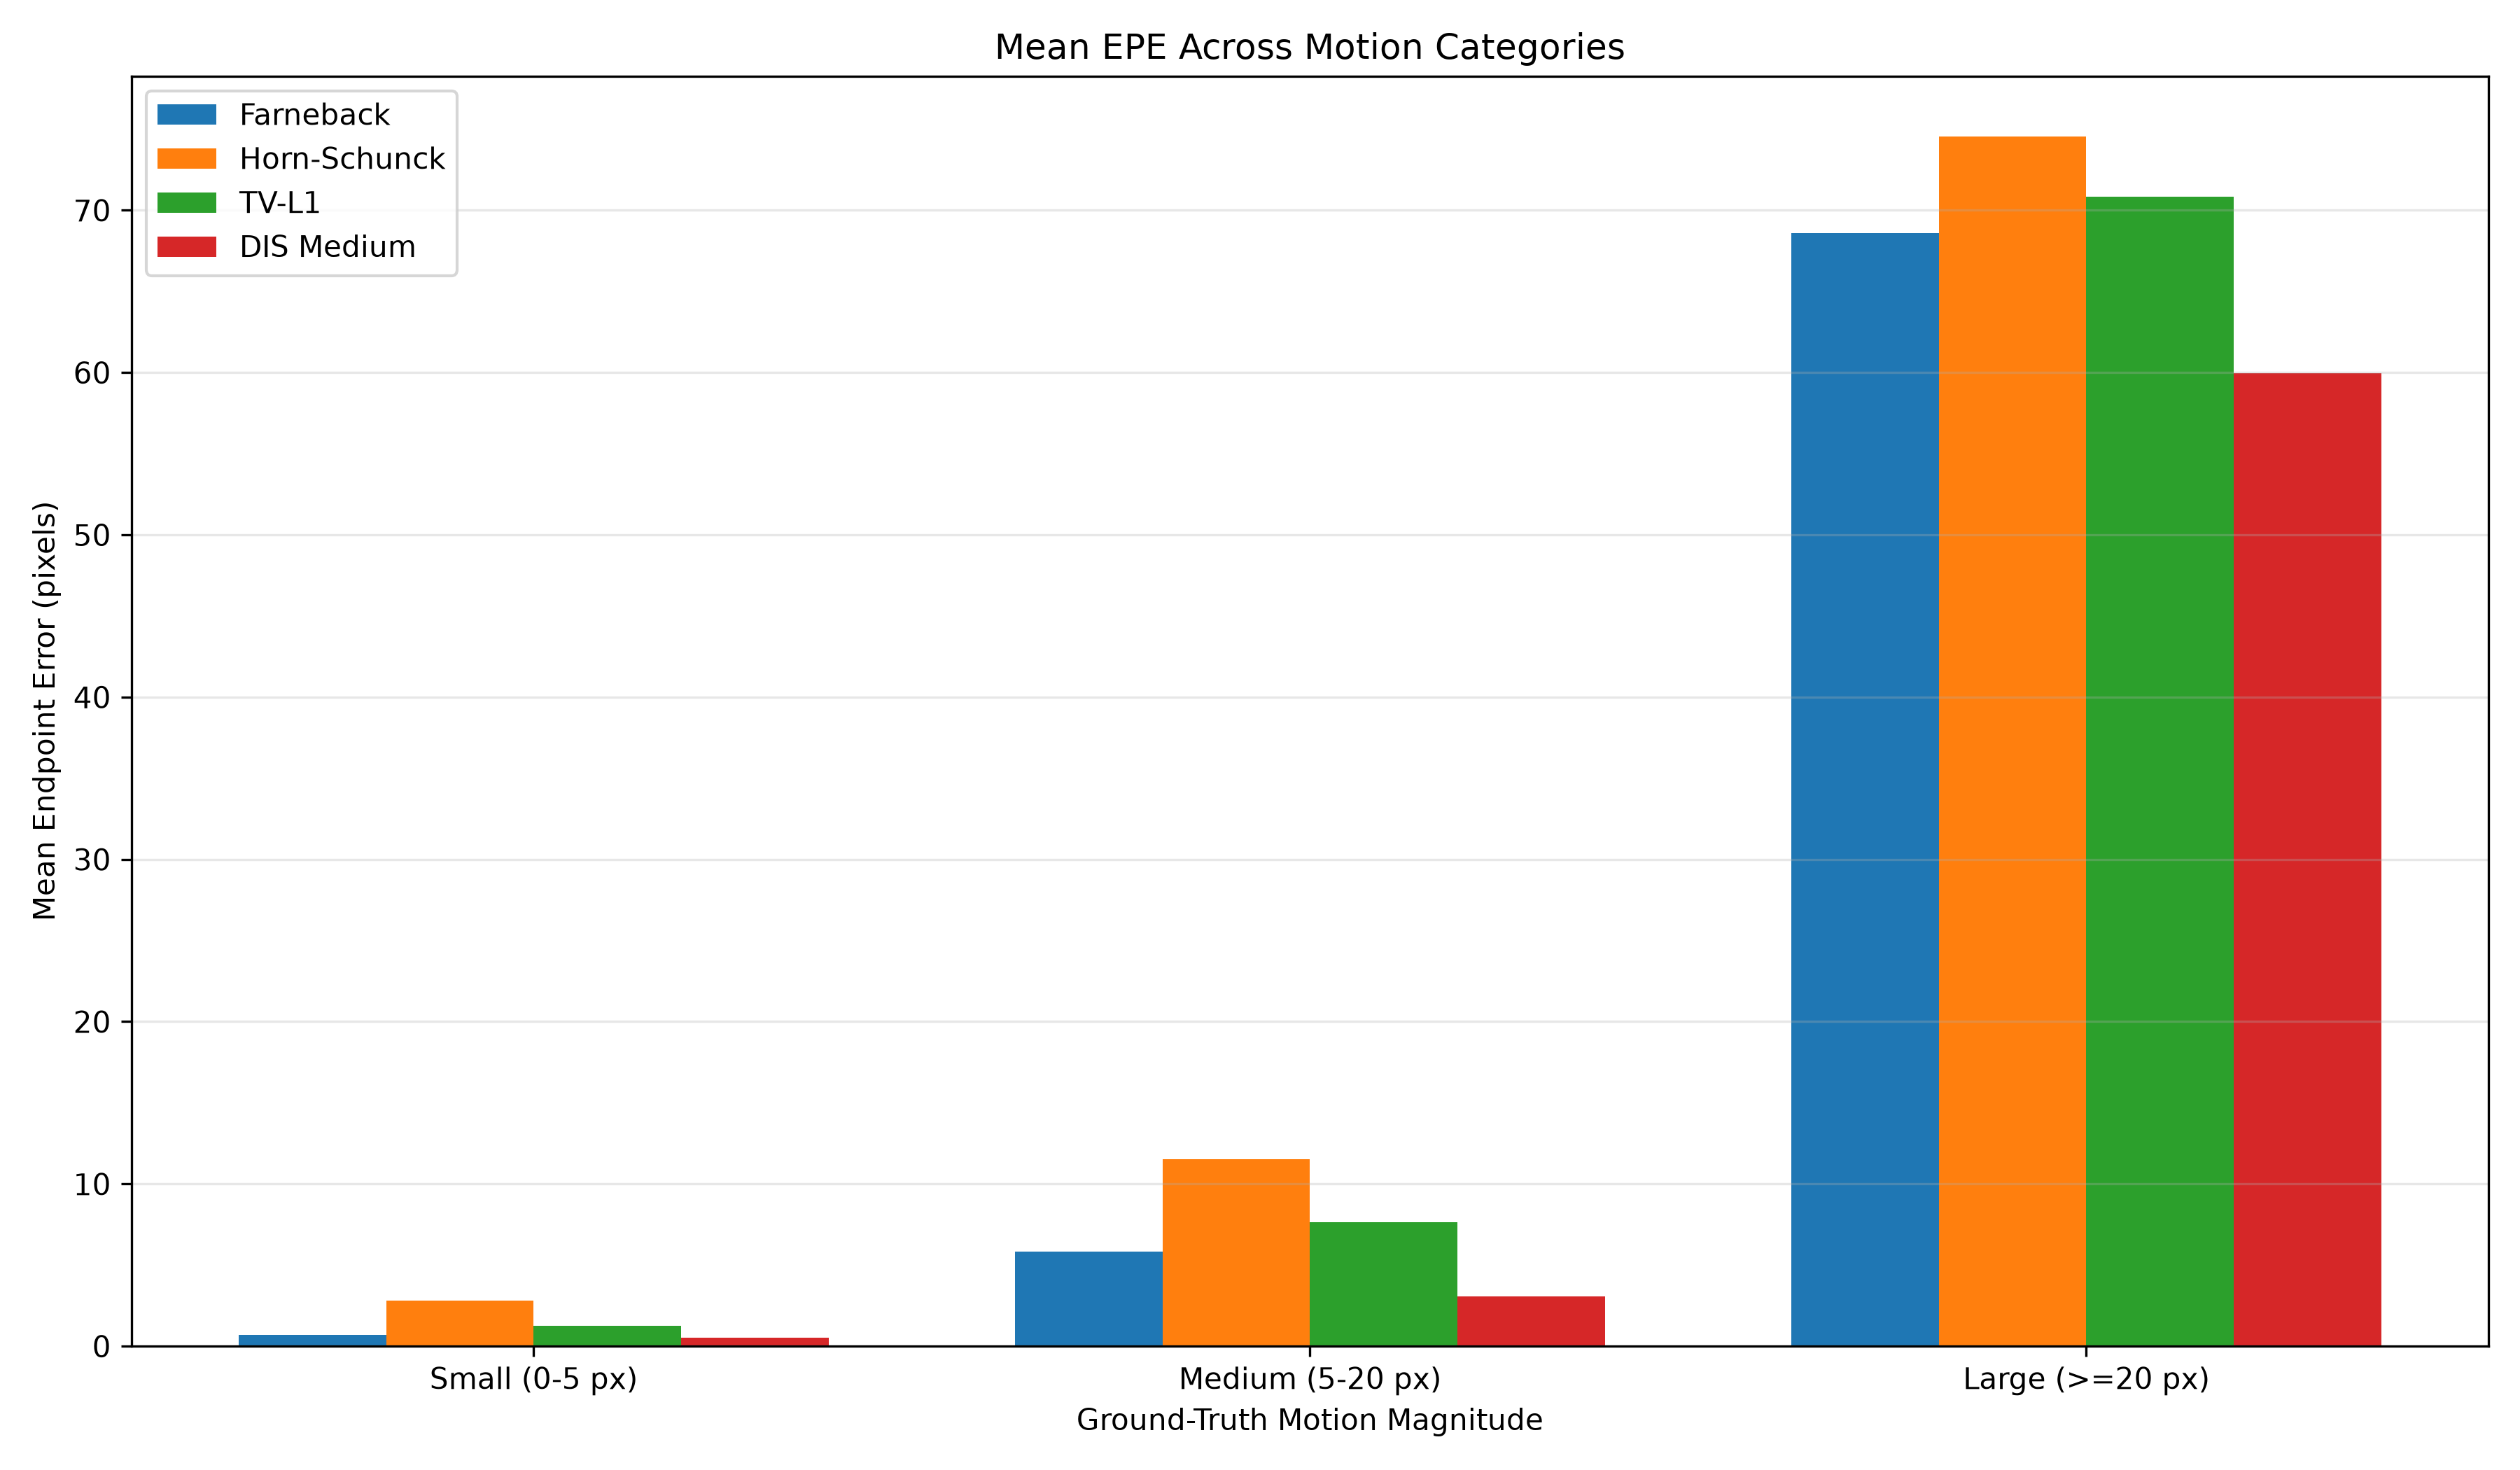 Mean EPE Across Motion Categories
Farneback
Horn-Schunck
TV-L1
DIS Medium
Mean Endpoint Error (pixels)
70
60
50
40
30
20
10
0
Small (0-5 px)
Medium (5-20 px)
Large (>=20 px)
Ground-Truth Motion Magnitude